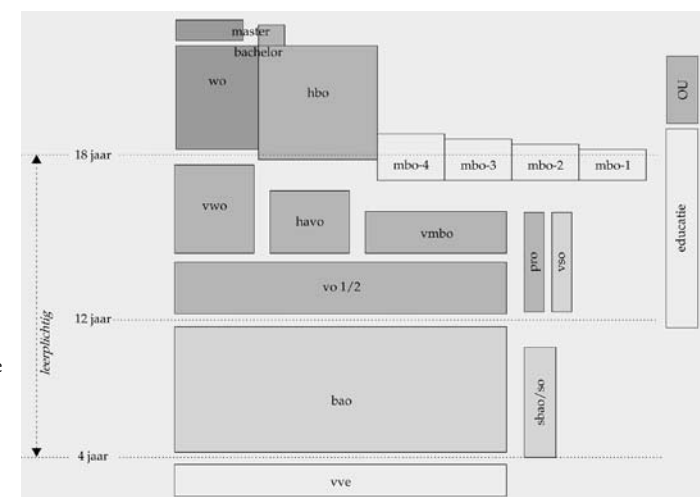 master
bachelor
wo
hbo
OU
18 jaar
mbo-4
mbo-3
mbo-2
mbo-1
vwo
havo
vmbo
pro
vso
educatie
vo 1/2
12 jaar
leerplichtig
e
bao
sbao/so
4 jaar
vve